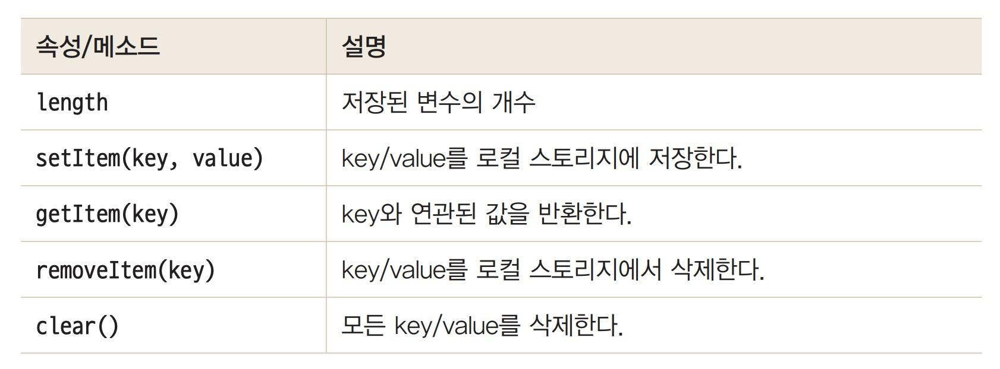 속성/메소드 설명
length 저장된 변수의 개수
setItem(key, value) key/value를 로컬 스토리지에 저장한다.
getItem(key) key와 연관된 값을 반환한다.
removeItem(key) key/value를 로컬 스토리지에서 삭제한다.
clear() 모든 key/value를 삭제한다.